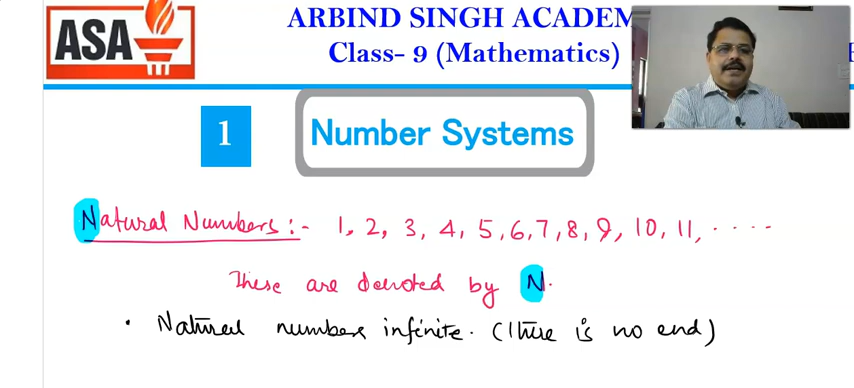 ASA
ARBIND SINGH ACADEM
Class- 9 (Mathematics)
1
Number Systems
Natural Numbers:- 1, 2, 3, 4, 5, 6, 7, 8, 9, 10, 11, .....
These are denoted by N.
• Natural numbers infinite. (There is no end)